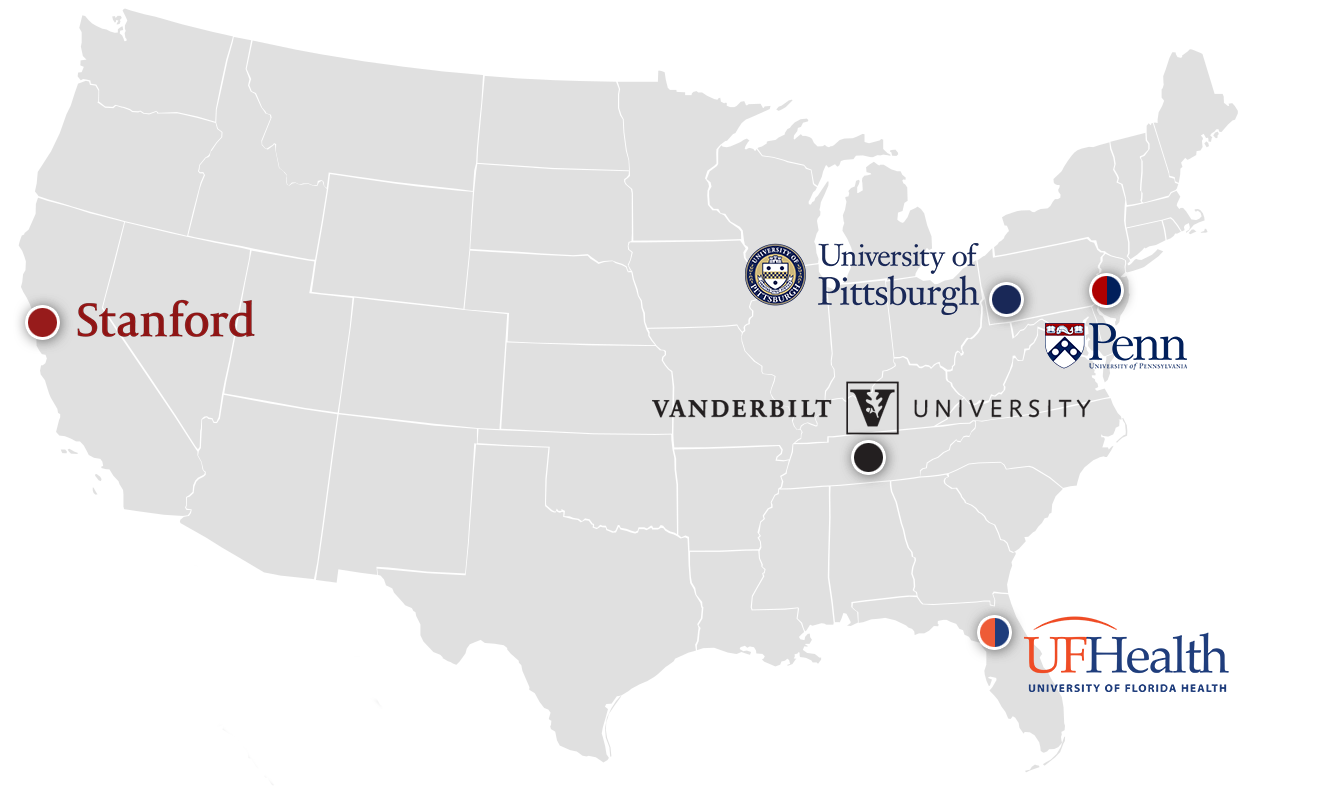 UNIVERSITY OF
PITTSBURGH
University of
Pittsburgh
Stanford
Penn
UNIVERSITY of PENNSYLVANIA
VANDERBILT V UNIVERSITY
UFHealth
UNIVERSITY OF FLORIDA HEALTH